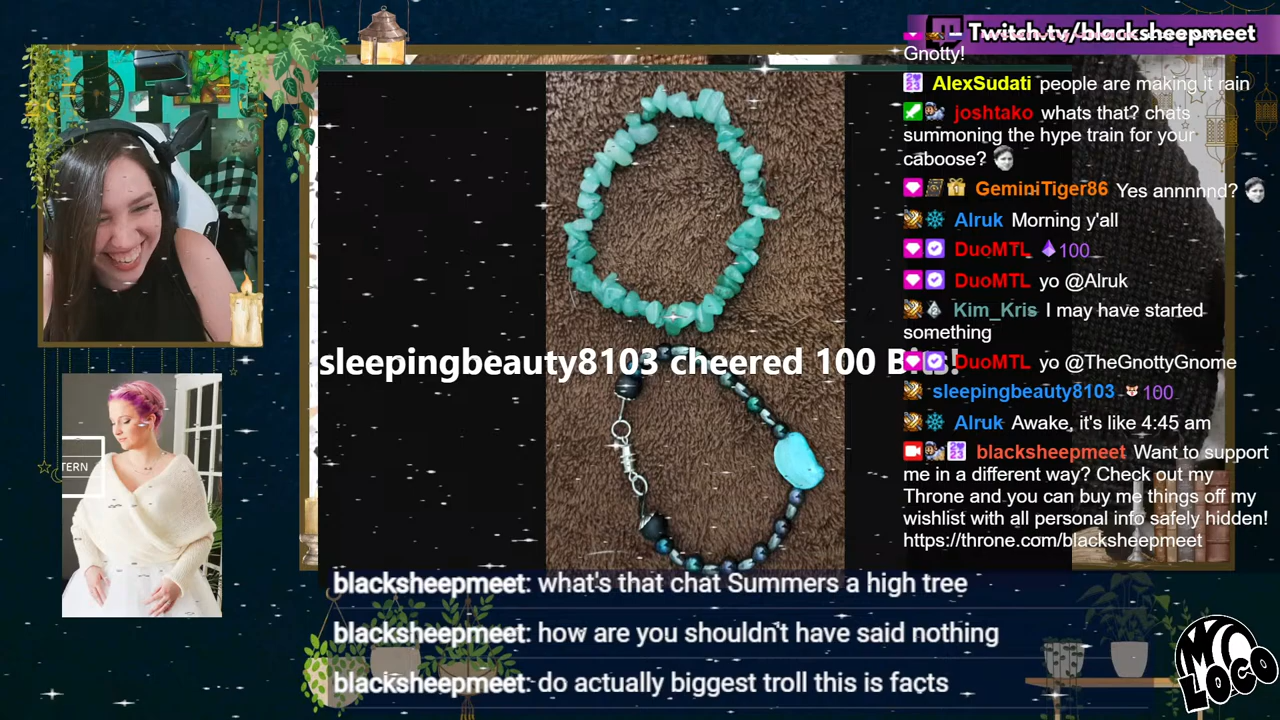 Twitch.tv/blacksheepmeet
Gnotty!
AlexSudati people are making it rain
joshtako whats that? chats
summoning the hype train for your
caboose?
GeminiTiger86 Yes annnnnd?
Alruk Morning y'all
DuoMTL 100
DuoMTL yo @Alruk
Kim_Kris I may have started
something
DuoMTL yo @TheGnottyGnome
sleepingbeauty8103 100
Alruk Awake, it's like 4:45 am
blacksheepmeet Want to support
me in a different way? Check out my
Throne and you can buy me things off my
wishlist with all personal info safely hidden!
https://throne.com/blacksheepmeet
sleepingbeauty8103 cheered 100 Bits!
TERN
blacksheepmeet: what's that chat Summers a high tree
blacksheepmeet: how are you shouldn't have said nothing
blacksheepmeet: do actually biggest troll this is facts
MC
LOCO